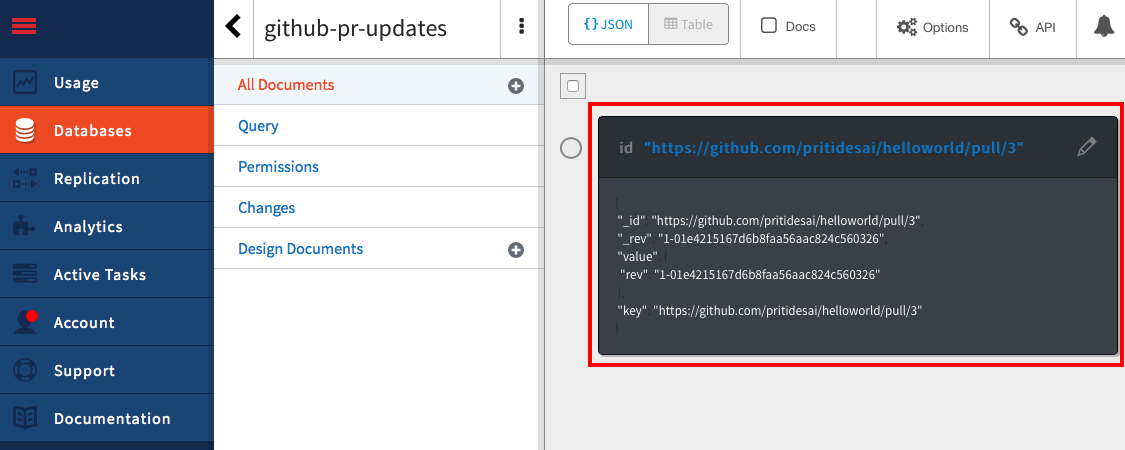 github-pr-updates
{} JSON
Table
Docs
Options
API
Usage
Databases
Replication
Analytics
Active Tasks
Account
Support
Documentation
All Documents
Query
Permissions
Changes
Design Documents
id "https://github.com/pritidesai/helloworld/pull/3"
{
"_id": "https://github.com/pritidesai/helloworld/pull/3",
"_rev": "1-01e4215167d6b8faa56aac824c560326",
"value": {
"rev": "1-01e4215167d6b8faa56aac824c560326"
},
"key": "https://github.com/pritidesai/helloworld/pull/3"
}